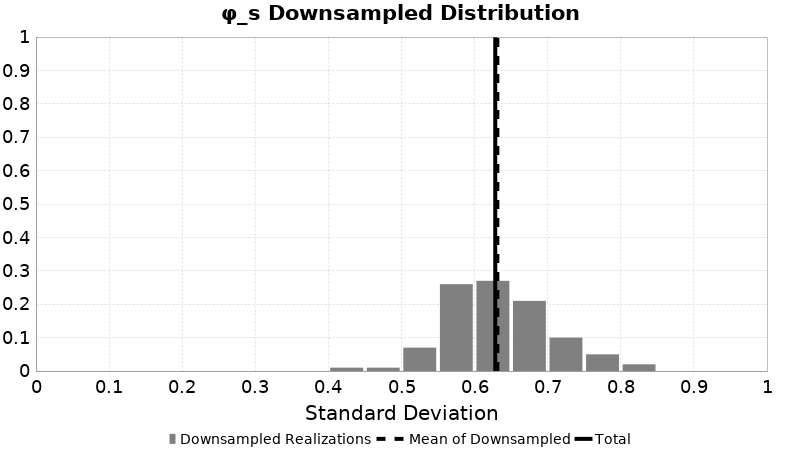 φ_s Downsampled Distribution
1
0.9
0.8
0.7
0.6
0.5
0.4
0.3
0.2
0.1
0
0 0.1 0.2 0.3 0.4 0.5 0.6 0.7 0.8 0.9 1
Standard Deviation
Downsampled Realizations Mean of Downsampled Total